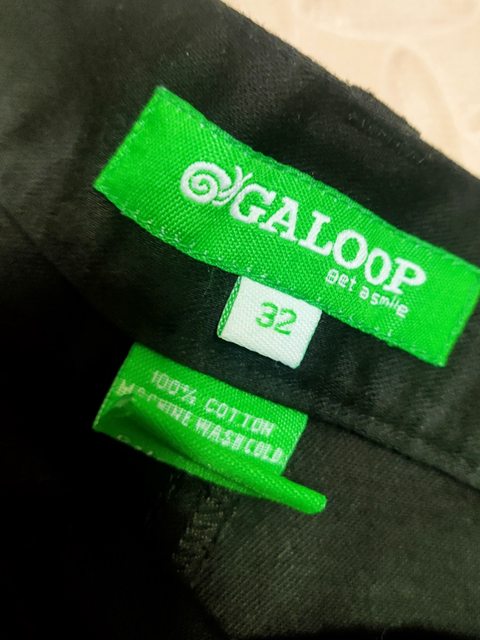 GALOOP
get a smile
32
100% COTTON
MACHINE WASH COLD